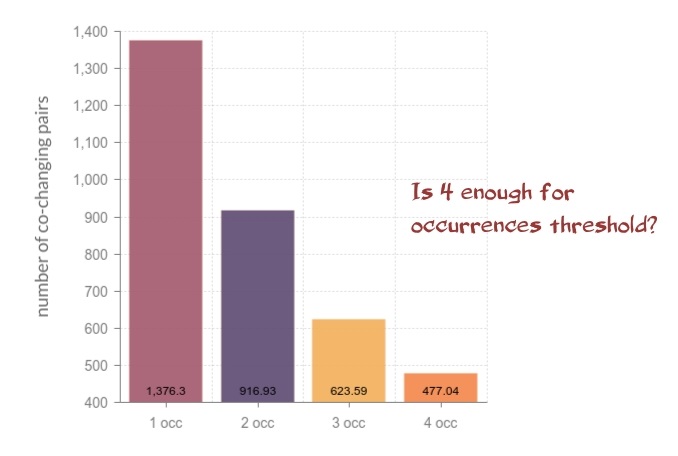 1,400
1,300
1,200
1,100
1,000
900
800
700
600
500
400
number of co-changing pairs
1,376.3
916.93
623.59
477.04
1 occ
2 occ
3 occ
4 occ
Is 4 enough for
occurrences threshold?